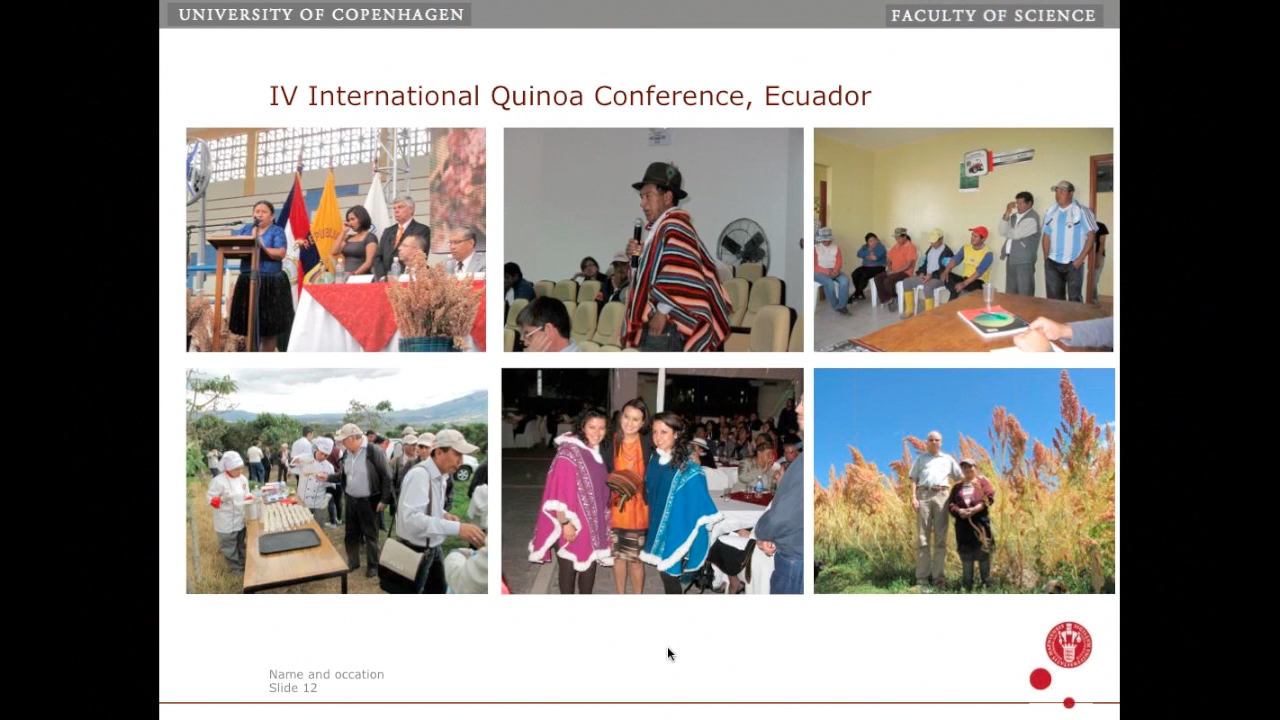 UNIVERSITY OF COPENHAGEN
FACULTY OF SCIENCE
IV International Quinoa Conference, Ecuador
Name and occation
Slide 12